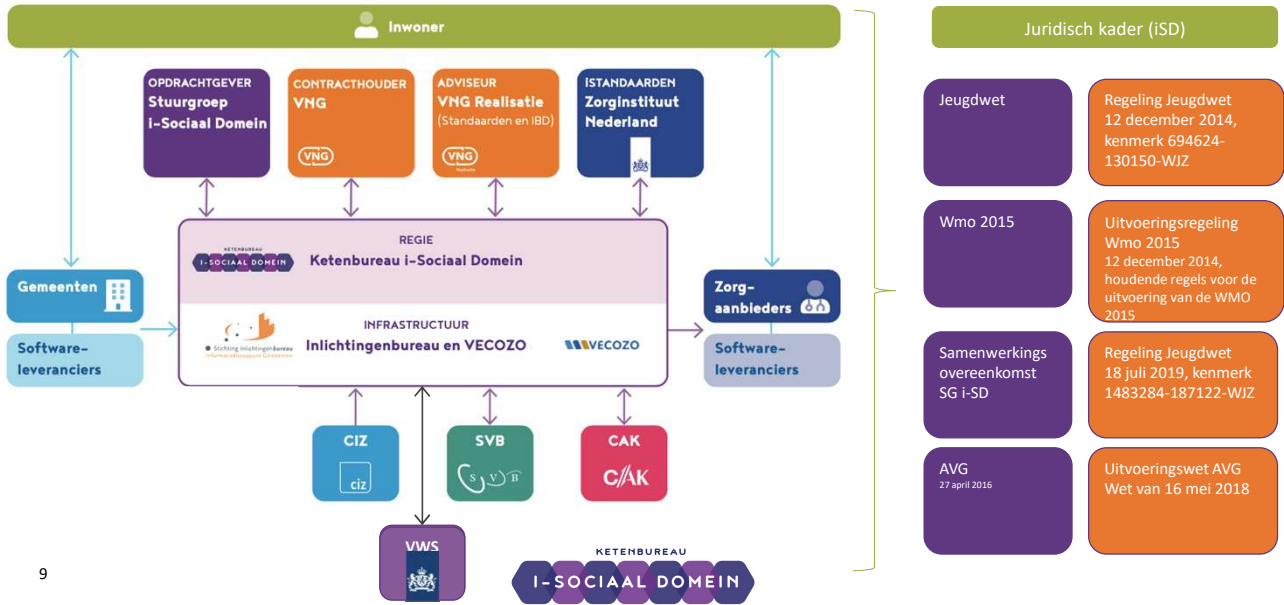 Inwoner
OPDRACHTGEVER
Stuurgroep
i-Sociaal Domein
CONTRACTHOUDER
VNG
VNG
ADVISEUR
VNG Realisatie
(Standaarden en IBD)
VNG
Realisatie
iSTANDAARDEN
Zorginstituut
Nederland
REGIE
KETENBUREAU
I-SOCIAAL DOMEIN
Ketenbureau i-Sociaal Domein
INFRASTRUCTUUR
Stichting Inlichtingenbureau
Inlichtingenbureau en VECOZO
VECOZO
Gemeenten
Software-
leveranciers
Zorg-
aanbieders
Software-
leveranciers
CIZ
ciz
SVB
SVB
CAK
CAK
VWS
KETENBUREAU
I-SOCIAAL DOMEIN
9
Juridisch kader (iSD)
Jeugdwet
Regeling Jeugdwet
12 december 2014,
kenmerk 694624-
130150-WJZ
Wmo 2015
Uitvoeringsregeling
Wmo 2015
12 december 2014,
houdende regels voor de
uitvoering van de WMO
2015
Samenwerkings
overeenkomst
SG i-SD
Regeling Jeugdwet
18 juli 2019, kenmerk
1483284-187122-WJZ
AVG
27 april 2016
Uitvoeringswet AVG
Wet van 16 mei 2018